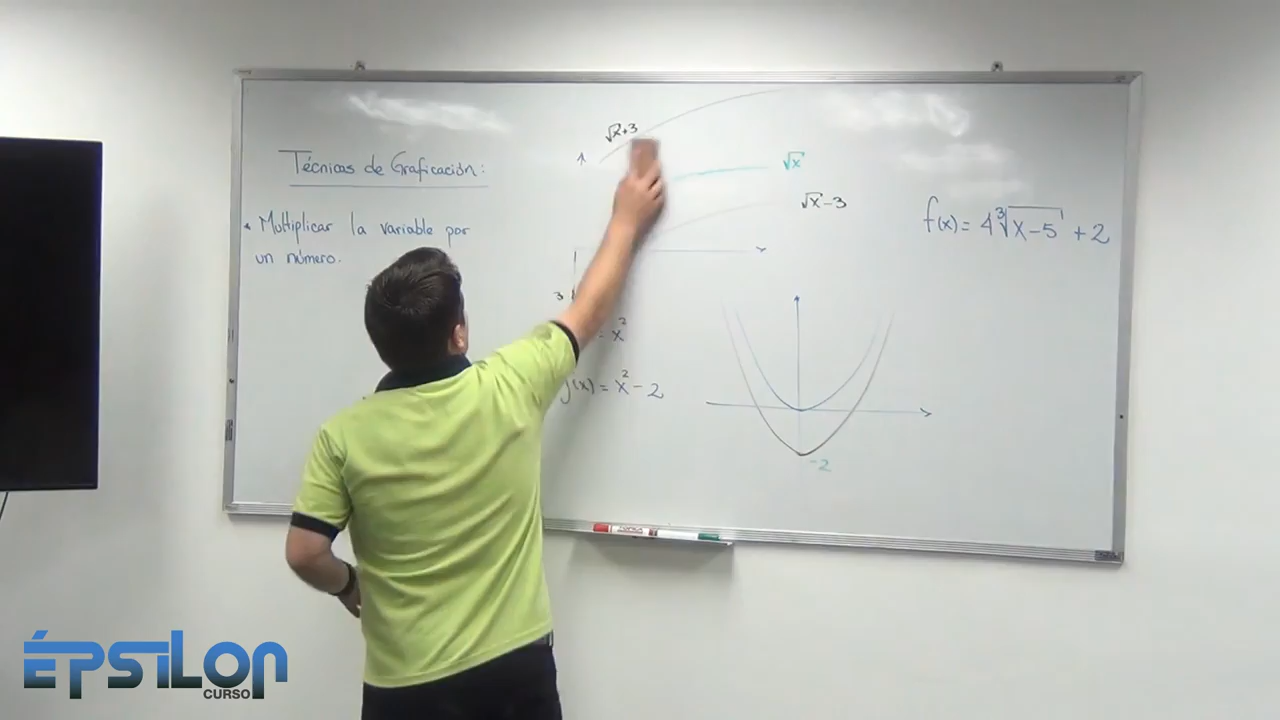 Técnicas de Graficación:
* Multiplicar la variable por
un número.
√x+3
√x
√x-3
3
= x²
g(x) = x² - 2
-2
f(x) = 4∛(x-5) + 2
ÉPSILON
CURSO